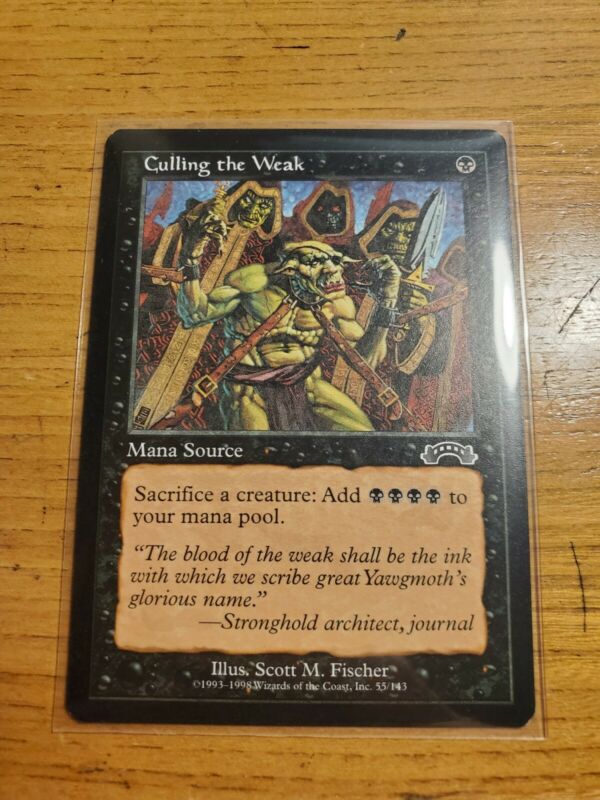 Culling the Weak
Mana Source
Sacrifice a creature: Add to
your mana pool.
"The blood of the weak shall be the ink
with which we scribe great Yawgmoth's
glorious name."
—Stronghold architect, journal
Illus. Scott M. Fischer
©1993–1998 Wizards of the Coast, Inc. 55/143